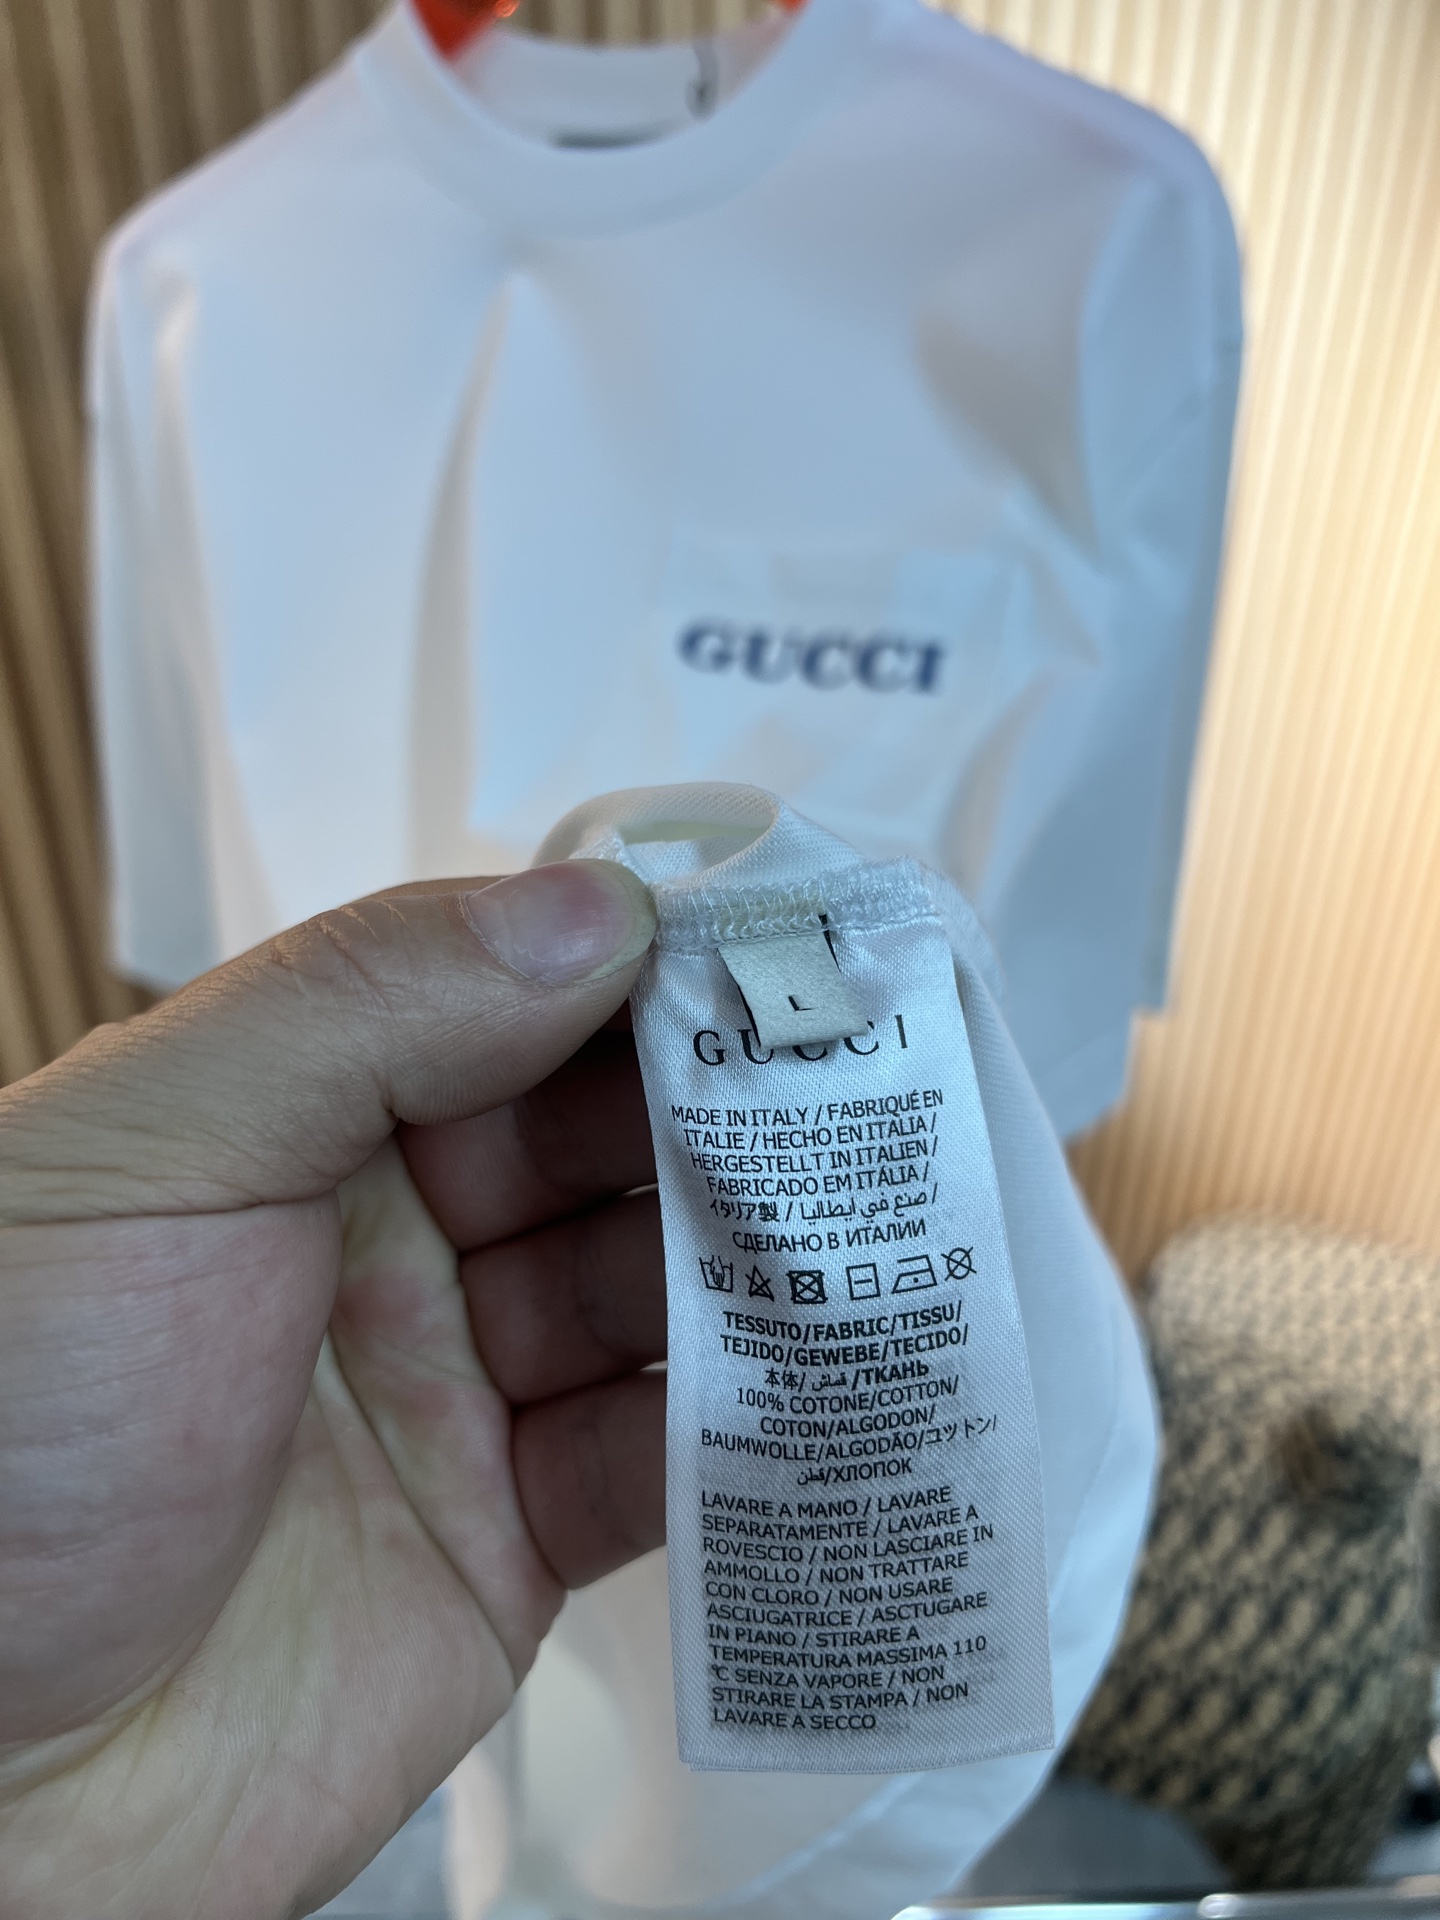 GUCCI
L
GUCCI
MADE IN ITALY / FABRIQUÉ EN
ITALIE / HECHO EN ITALIA /
HERGESTELLT IN ITALIEN /
FABRICADO EM ITÁLIA /
イタリア製 / صنع في ايطاليا /
СДЕЛАНО В ИТАЛИИ
TESSUTO/FABRIC/TISSU/
TEJIDO/GEWEBE/TECIDO/
本体/ قماش /ТКАНЬ
100% COTONE/COTTON/
COTON/ALGODON/
BAUMWOLLE/ALGODÃO/コットン/
قطن/ХЛОПОК
LAVARE A MANO / LAVARE
SEPARATAMENTE / LAVARE A
ROVESCIO / NON LASCIARE IN
AMMOLLO / NON TRATTARE
CON CLORO / NON USARE
ASCIUGATRICE / ASCTUGARE
IN PIANO / STIRARE A
TEMPERATURA MASSIMA 110
°C SENZA VAPORE / NON
STIRARE LA STAMPA / NON
LAVARE A SECCO